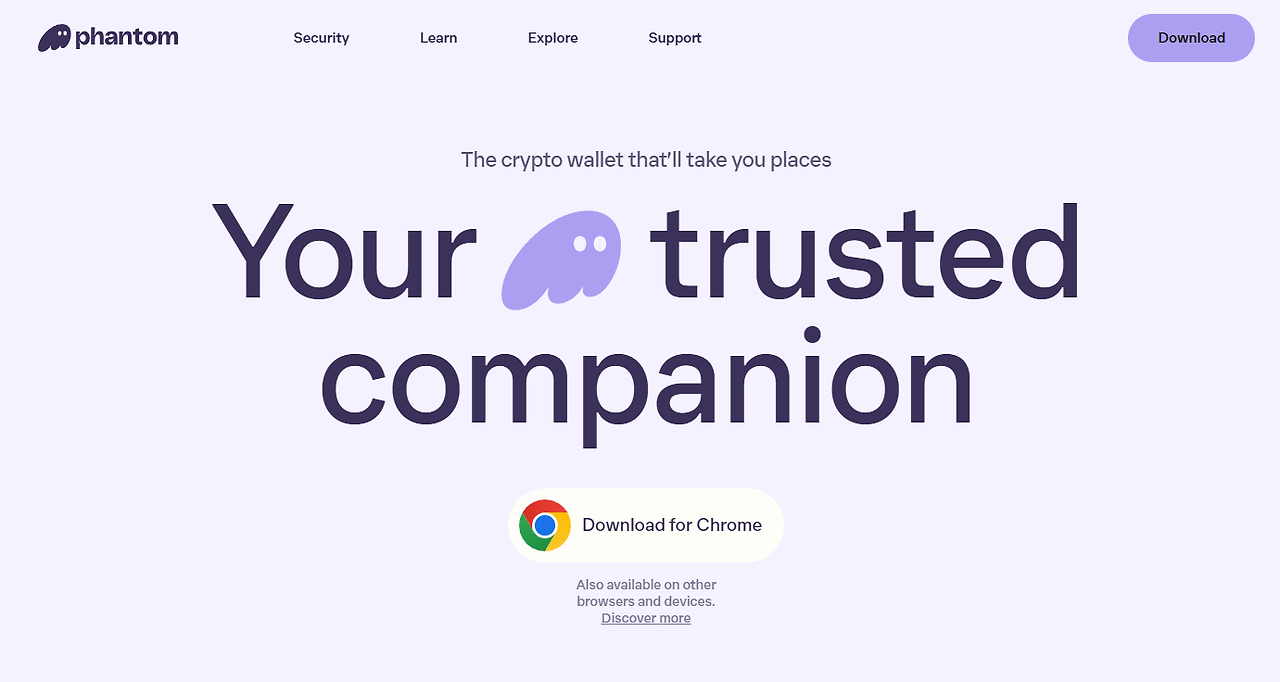 phantom
Security
Learn
Explore
Support
Download
The crypto wallet that'll take you places
Your trusted
companion
Download for Chrome
Also available on other
browsers and devices.
Discover more